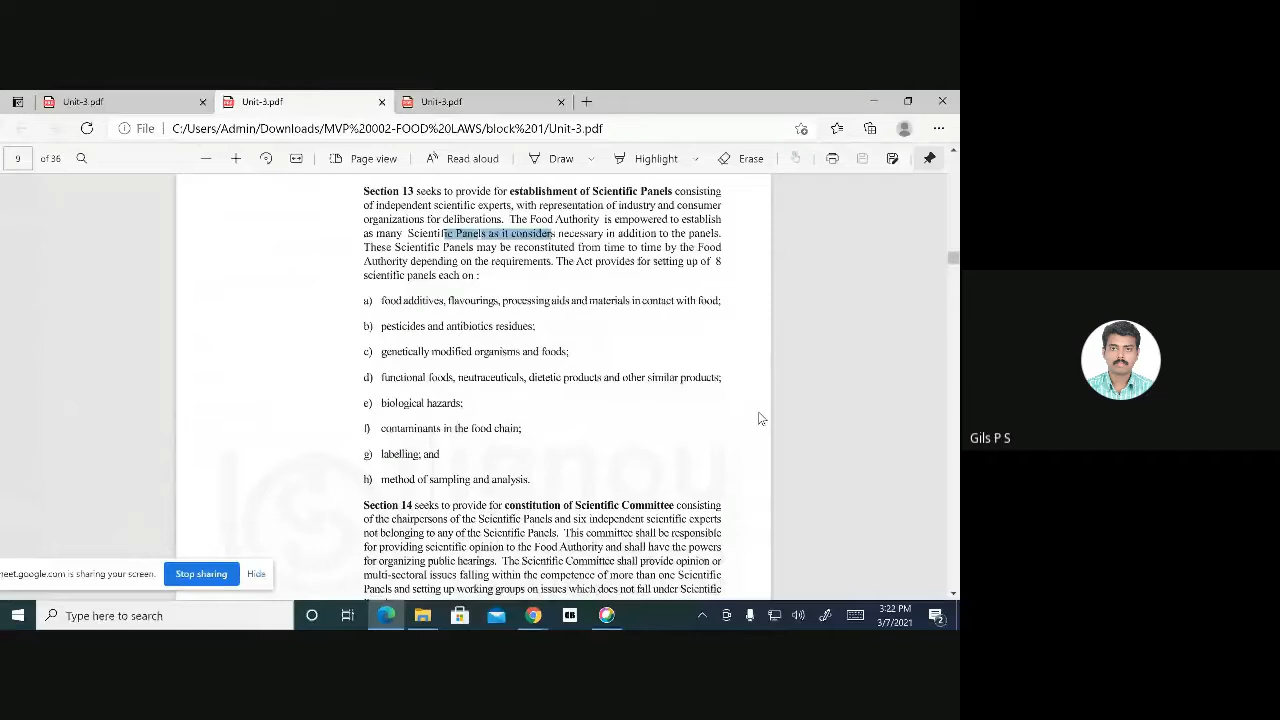 Unit-3.pdf
Unit-3.pdf
Unit-3.pdf
File C:/Users/Admin/Downloads/MVP%20002-FOOD%20LAWS/block%201/Unit-3.pdf
9 of 36 Page view Read aloud Draw Highlight Erase
Section 13 seeks to provide for establishment of Scientific Panels consisting
of independent scientific experts, with representation of industry and consumer
organizations for deliberations. The Food Authority is empowered to establish
as many Scientific Panels as it considers necessary in addition to the panels.
These Scientific Panels may be reconstituted from time to time by the Food
Authority depending on the requirements. The Act provides for setting up of 8
scientific panels each on :
a) food additives, flavourings, processing aids and materials in contact with food;
b) pesticides and antibiotics residues;
c) genetically modified organisms and foods;
d) functional foods, neutraceuticals, dietetic products and other similar products;
e) biological hazards;
f) contaminants in the food chain;
g) labelling; and
h) method of sampling and analysis.
Section 14 seeks to provide for constitution of Scientific Committee consisting
of the chairpersons of the Scientific Panels and six independent scientific experts
not belonging to any of the Scientific Panels. This committee shall be responsible
for providing scientific opinion to the Food Authority and shall have the powers
for organizing public hearings. The Scientific Committee shall provide opinion or
multi-sectoral issues falling within the competence of more than one Scientific
Panels and setting up working groups on issues which does not fall under Scientific
ignou
neet.google.com is sharing your screen. Stop sharing Hide
Type here to search
3:22 PM
3/7/2021
2
Gils P S